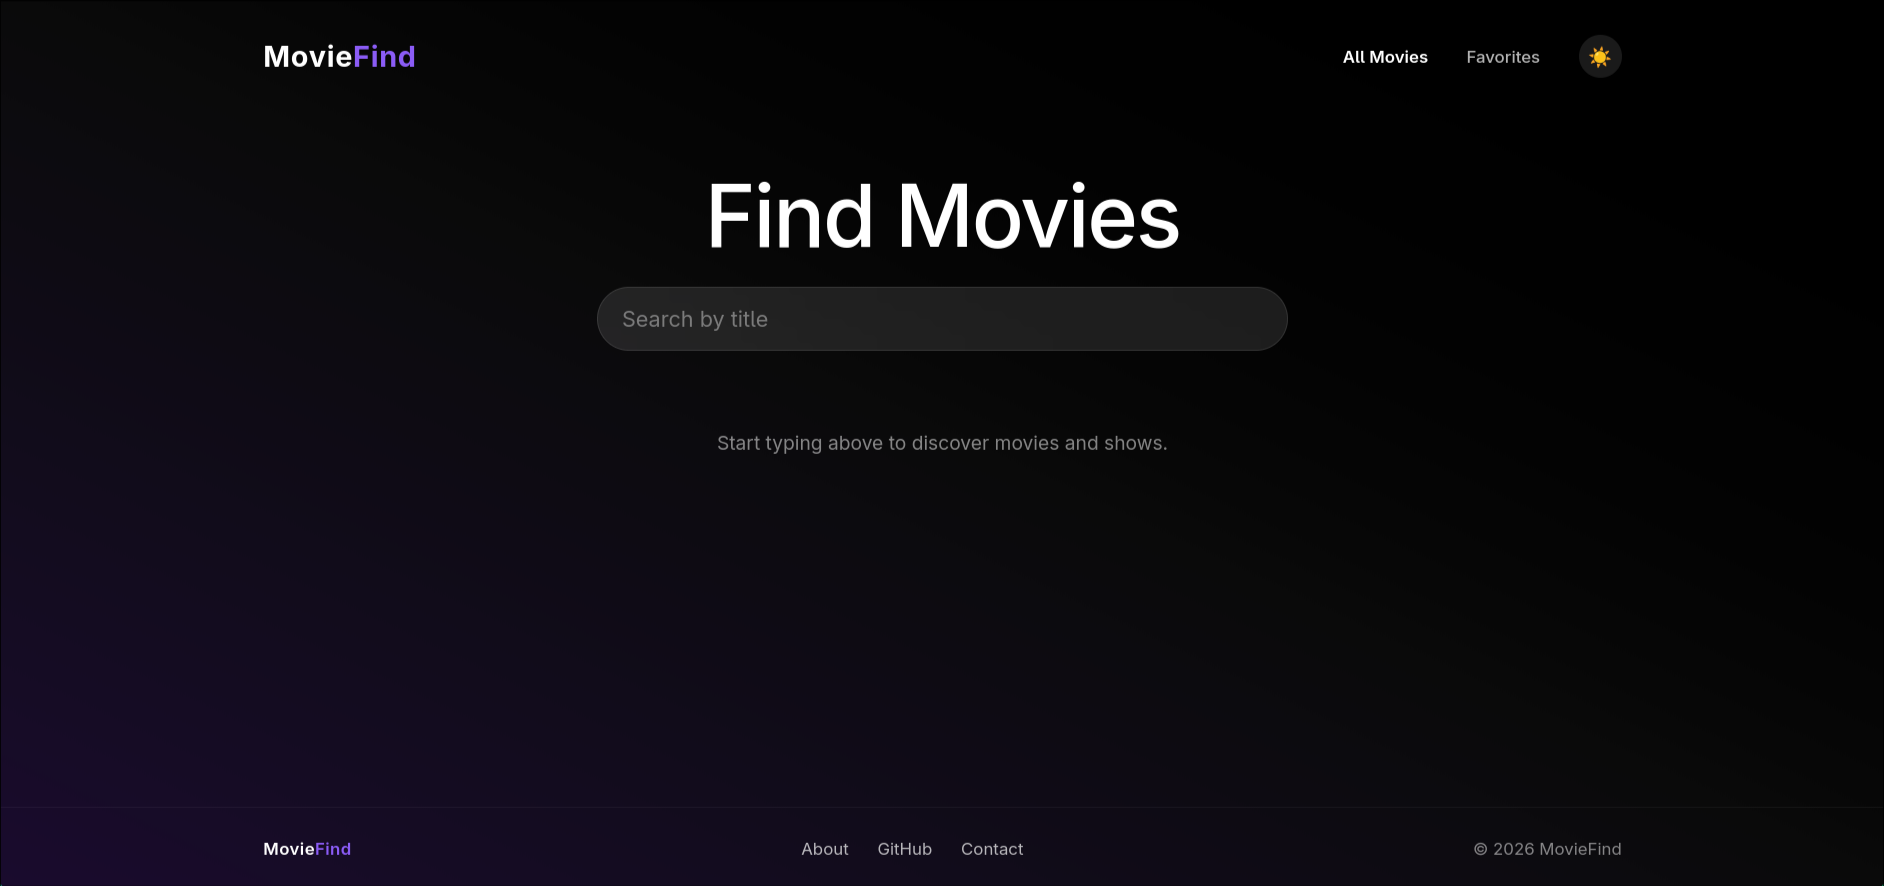 MovieFind
All Movies Favorites
Find Movies
Search by title
Start typing above to discover movies and shows.
MovieFind
About GitHub Contact
© 2026 MovieFind